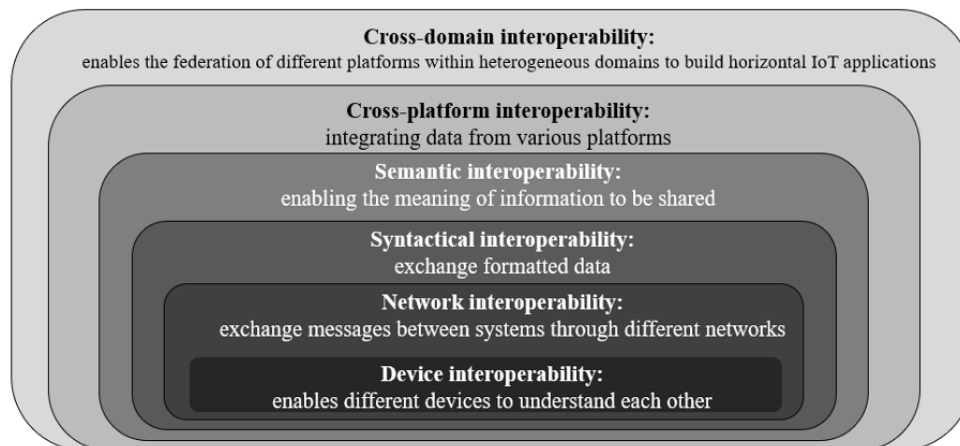 Cross-domain interoperability:
enables the federation of different platforms within heterogeneous domains to build horizontal IoT applications
Cross-platform interoperability:
integrating data from various platforms
Semantic interoperability:
enabling the meaning of information to be shared
Syntactical interoperability:
exchange formatted data
Network interoperability:
exchange messages between systems through different networks
Device interoperability:
enables different devices to understand each other